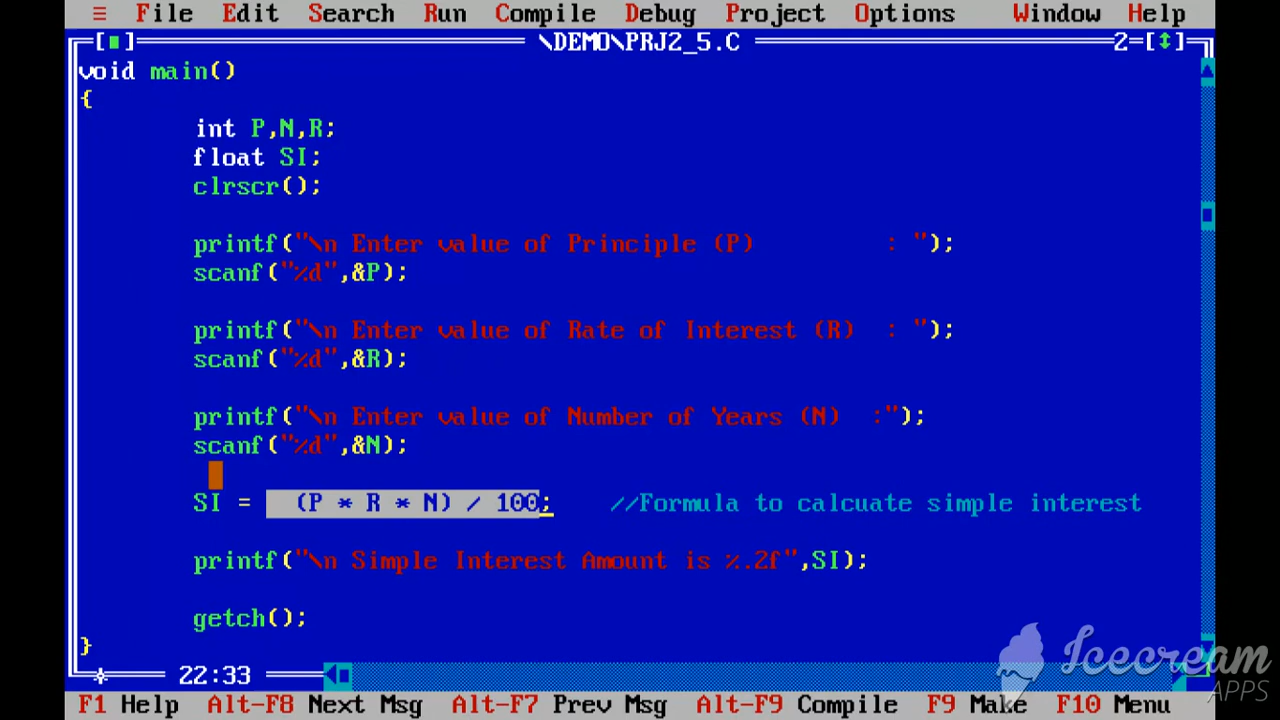 ≡ File Edit Search Run Compile Debug Project Options Window Help
[■] \DEMO\PRJ2_5.C 2=[↕]
void main()
{
int P,N,R;
float SI;
clrscr();
printf("\n Enter value of Principle (P) : ");
scanf("%d",&P);
printf("\n Enter value of Rate of Interest (R) : ");
scanf("%d",&R);
printf("\n Enter value of Number of Years (N) :");
scanf("%d",&N);
SI = (P * R * N) / 100; //Formula to calcuate simple interest
printf("\n Simple Interest Amount is %.2f",SI);
getch();
}
22:33
Icecream
APPS
F1 Help Alt-F8 Next Msg Alt-F7 Prev Msg Alt-F9 Compile F9 Make F10 Menu